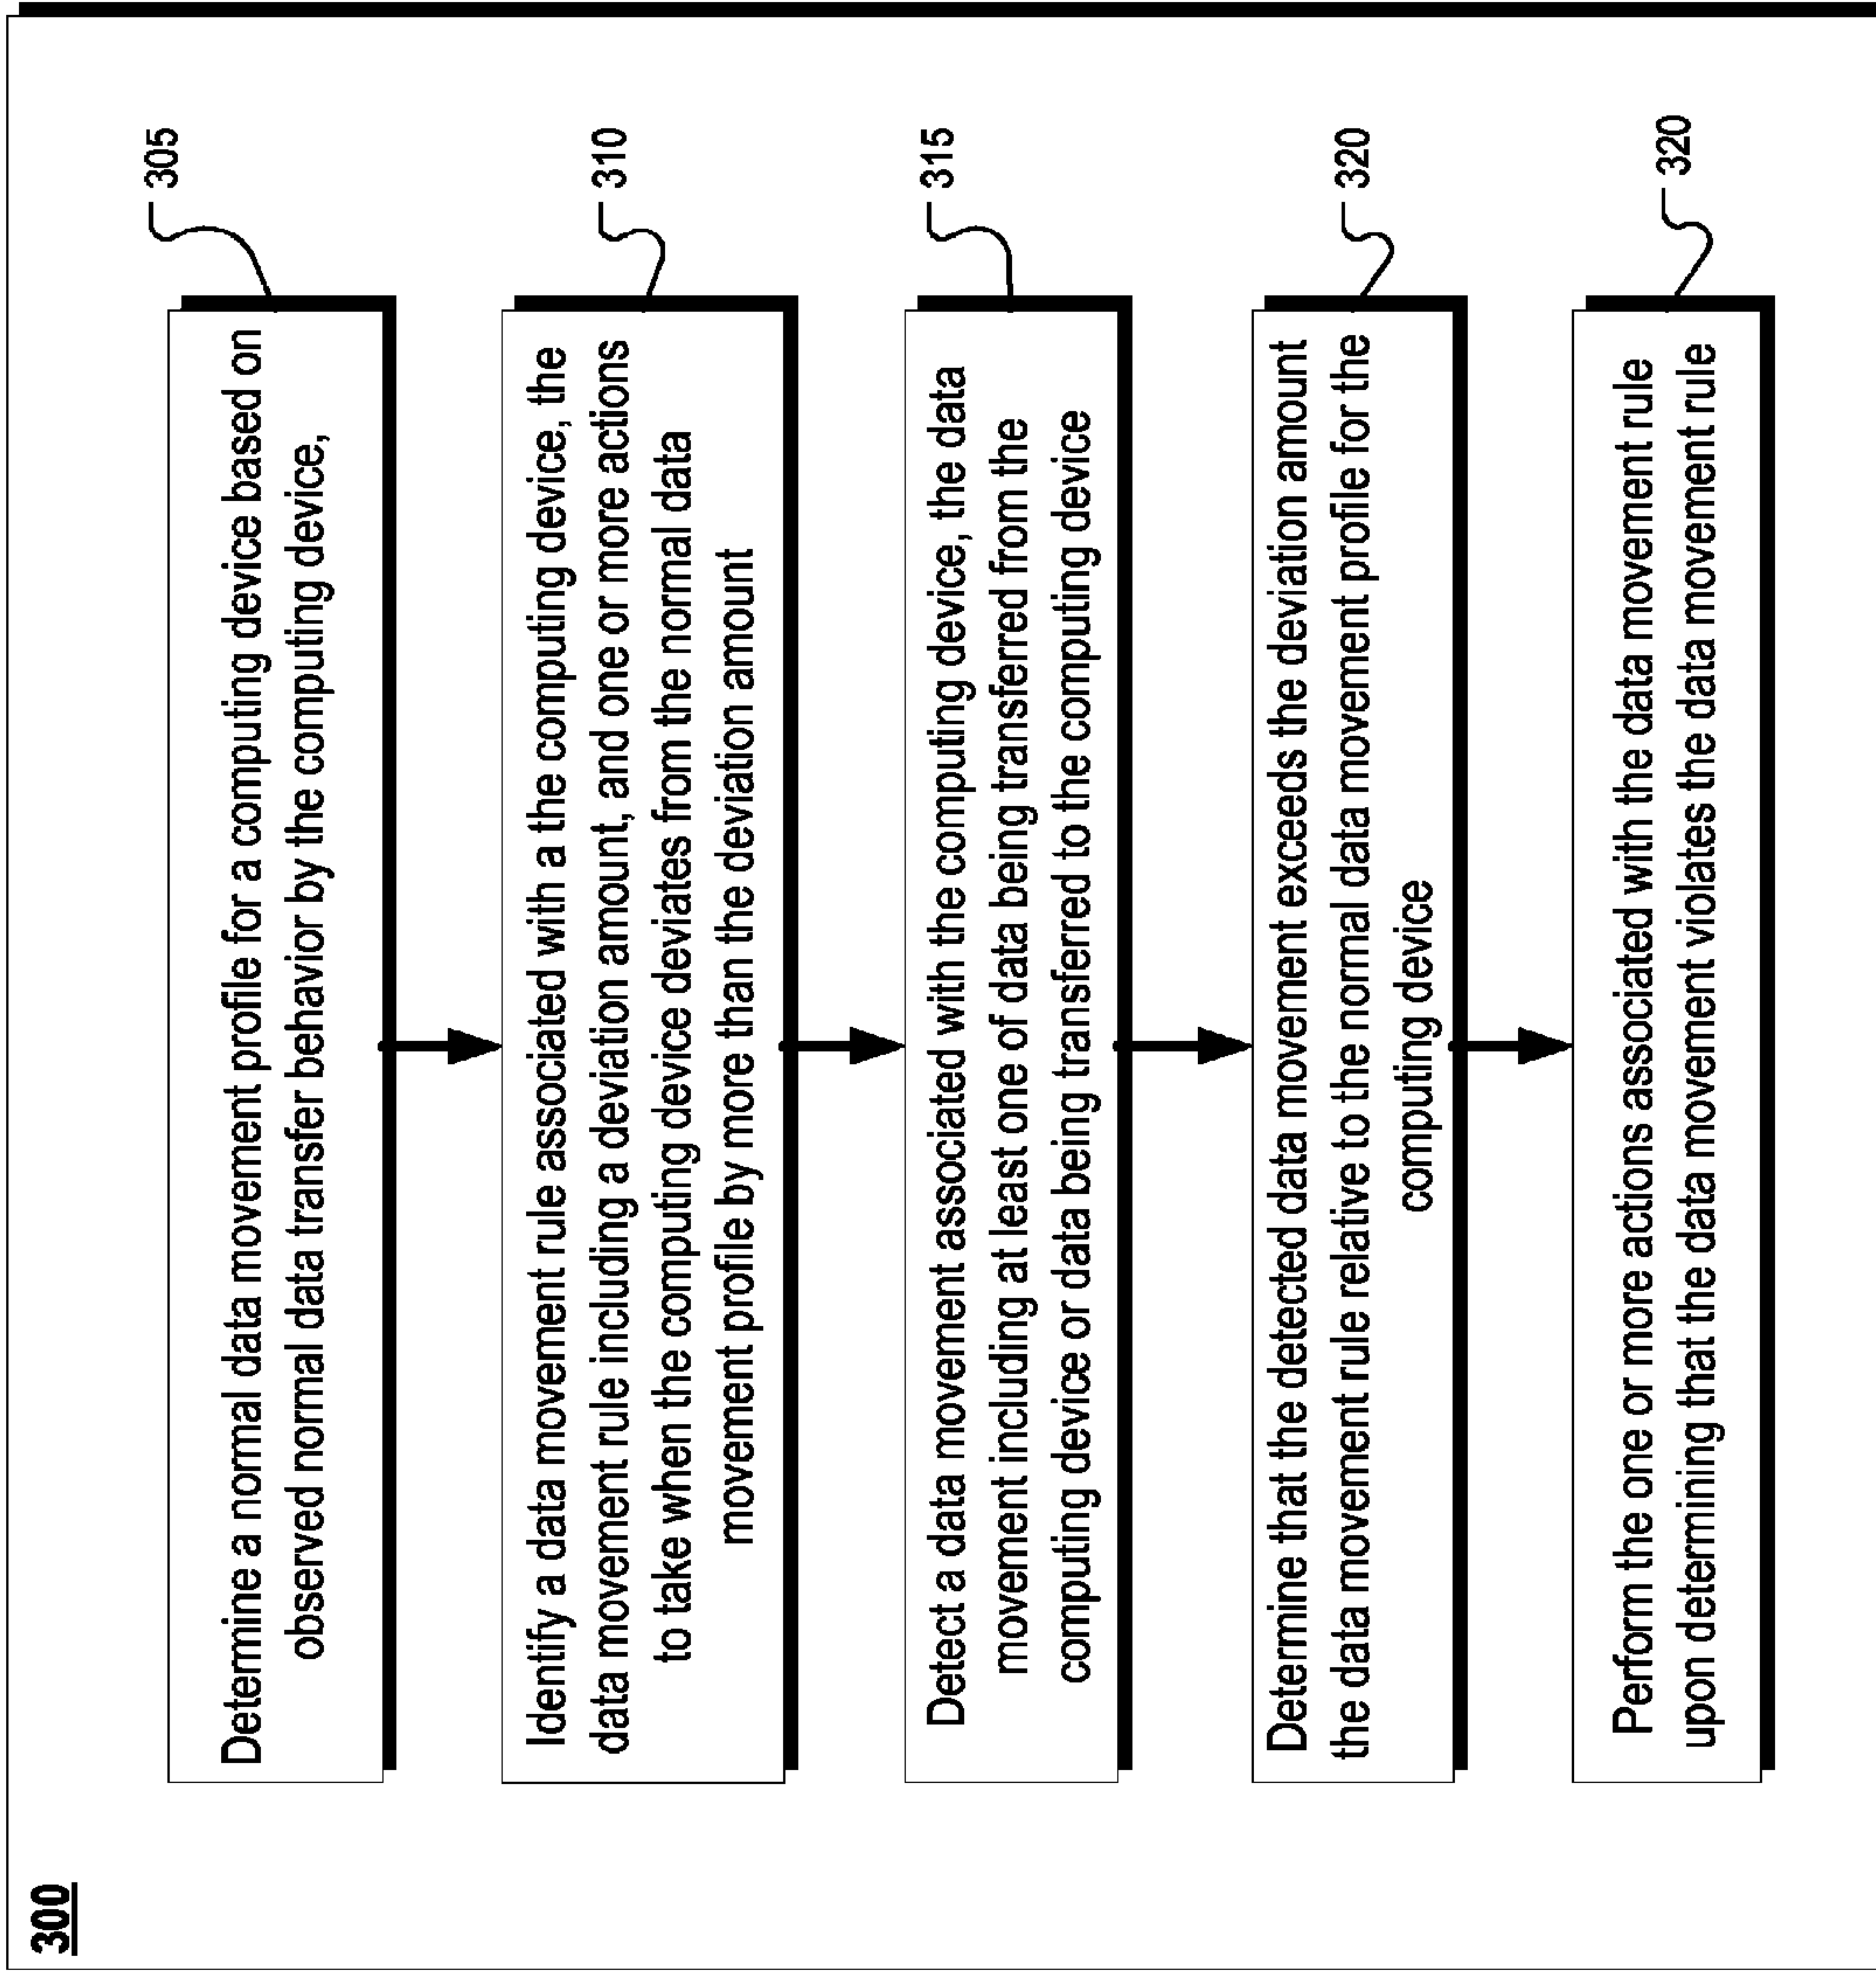 300
Determine a normal data movement profile for a computing device based on
observed normal data transfer behavior by the computing device,
305
Identify a data movement rule associated with a the computing device, the
data movement rule including a deviation amount, and one or more actions
to take when the computing device deviates from the normal data
movement profile by more than the deviation amount
310
Detect a data movement associated with the computing device, the data
movement including at least one of data being transferred from the
computing device or data being transferred to the computing device
315
Determine that the detected data movement exceeds the deviation amount
the data movement rule relative to the normal data movement profile for the
computing device
320
Perform the one or more actions associated with the data movement rule
upon determining that the data movement violates the data movement rule
320